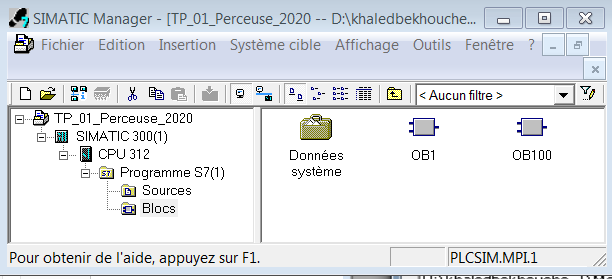 SIMATIC Manager - [TP_01_Perceuse_2020 -- D:\khaledbekhouche...
Fichier Edition Insertion Système cible Affichage Outils Fenêtre ?
< Aucun filtre >
TP_01_Perceuse_2020
SIMATIC 300(1)
CPU 312
Programme S7(1)
Sources
Blocs
Données système
OB1
OB100
Pour obtenir de l'aide, appuyez sur F1.
PLCSIM.MPI.1